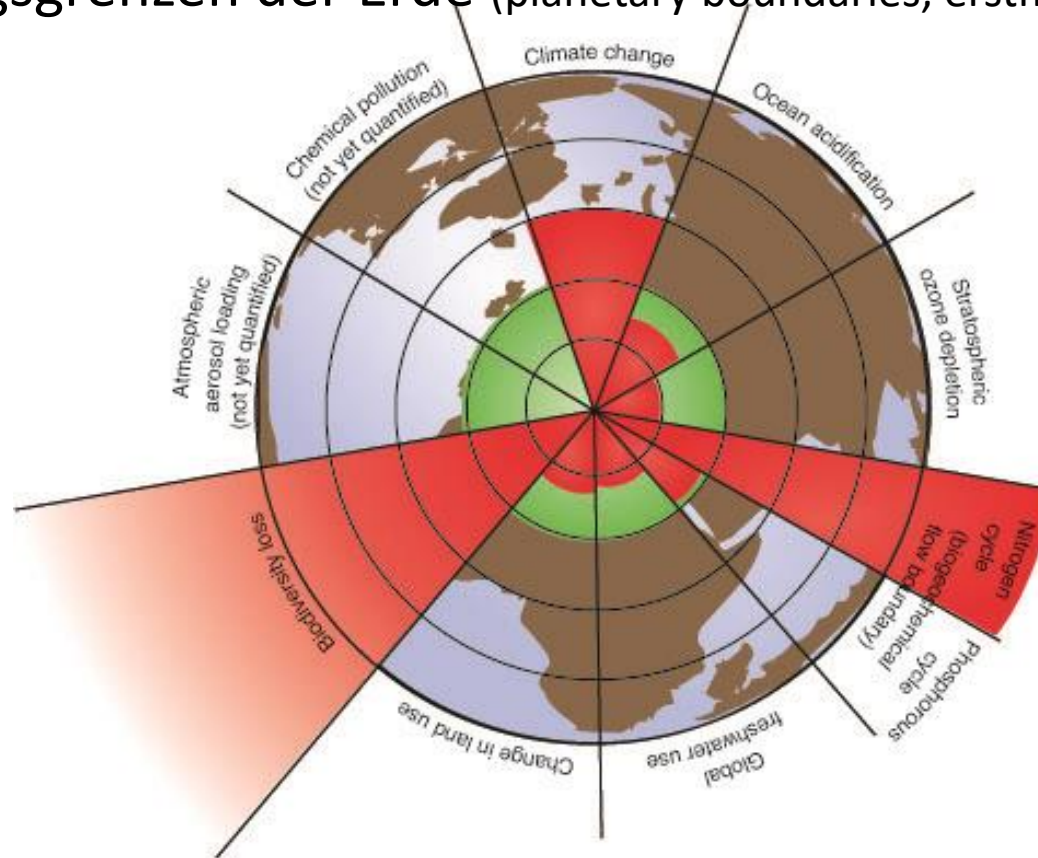 gsgrenzen der Erde (planetary boundaries, erstm
Climate change
Ocean acidification
Stratospheric
ozone depletion
Nitrogen
cycle
(biogeochemical
flow boundary)
Phosphorous
cycle
Global
freshwater use
Change in land use
Biodiversity loss
Atmospheric
aerosol loading
(not yet quantified)
Chemical pollution
(not yet quantified)